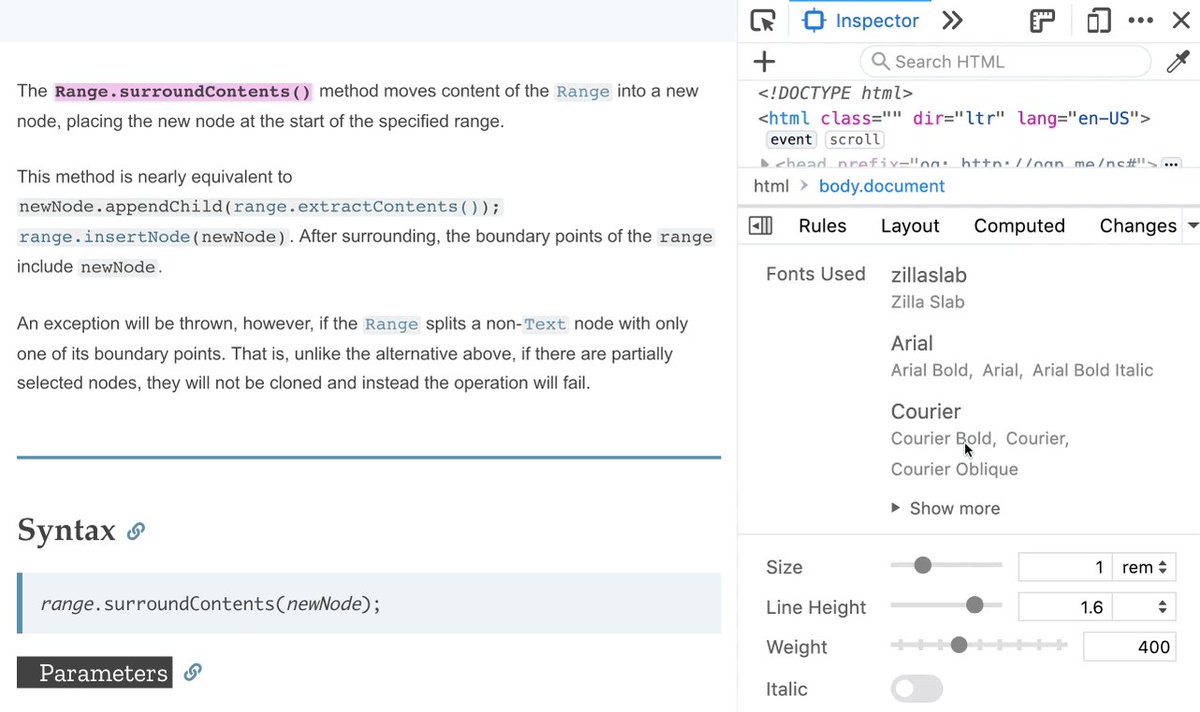 The Range.surroundContents() method moves content of the Range into a new
node, placing the new node at the start of the specified range.
This method is nearly equivalent to
newNode.appendChild(range.extractContents());
range.insertNode(newNode). After surrounding, the boundary points of the range
include newNode.
An exception will be thrown, however, if the Range splits a non-Text node with only
one of its boundary points. That is, unlike the alternative above, if there are partially
selected nodes, they will not be cloned and instead the operation will fail.
Syntax
range.surroundContents(newNode);
Parameters
Inspector
Search HTML
<!DOCTYPE html>
<html class="" dir="ltr" lang="en-US">
event scroll
<head prefix="og: http://ogp.me/ns#"> …
html > body.document
Rules Layout Computed Changes
Fonts Used
zillaslab
Zilla Slab
Arial
Arial Bold, Arial, Arial Bold Italic
Courier
Courier Bold, Courier,
Courier Oblique
Show more
Size 1 rem
Line Height 1.6
Weight 400
Italic